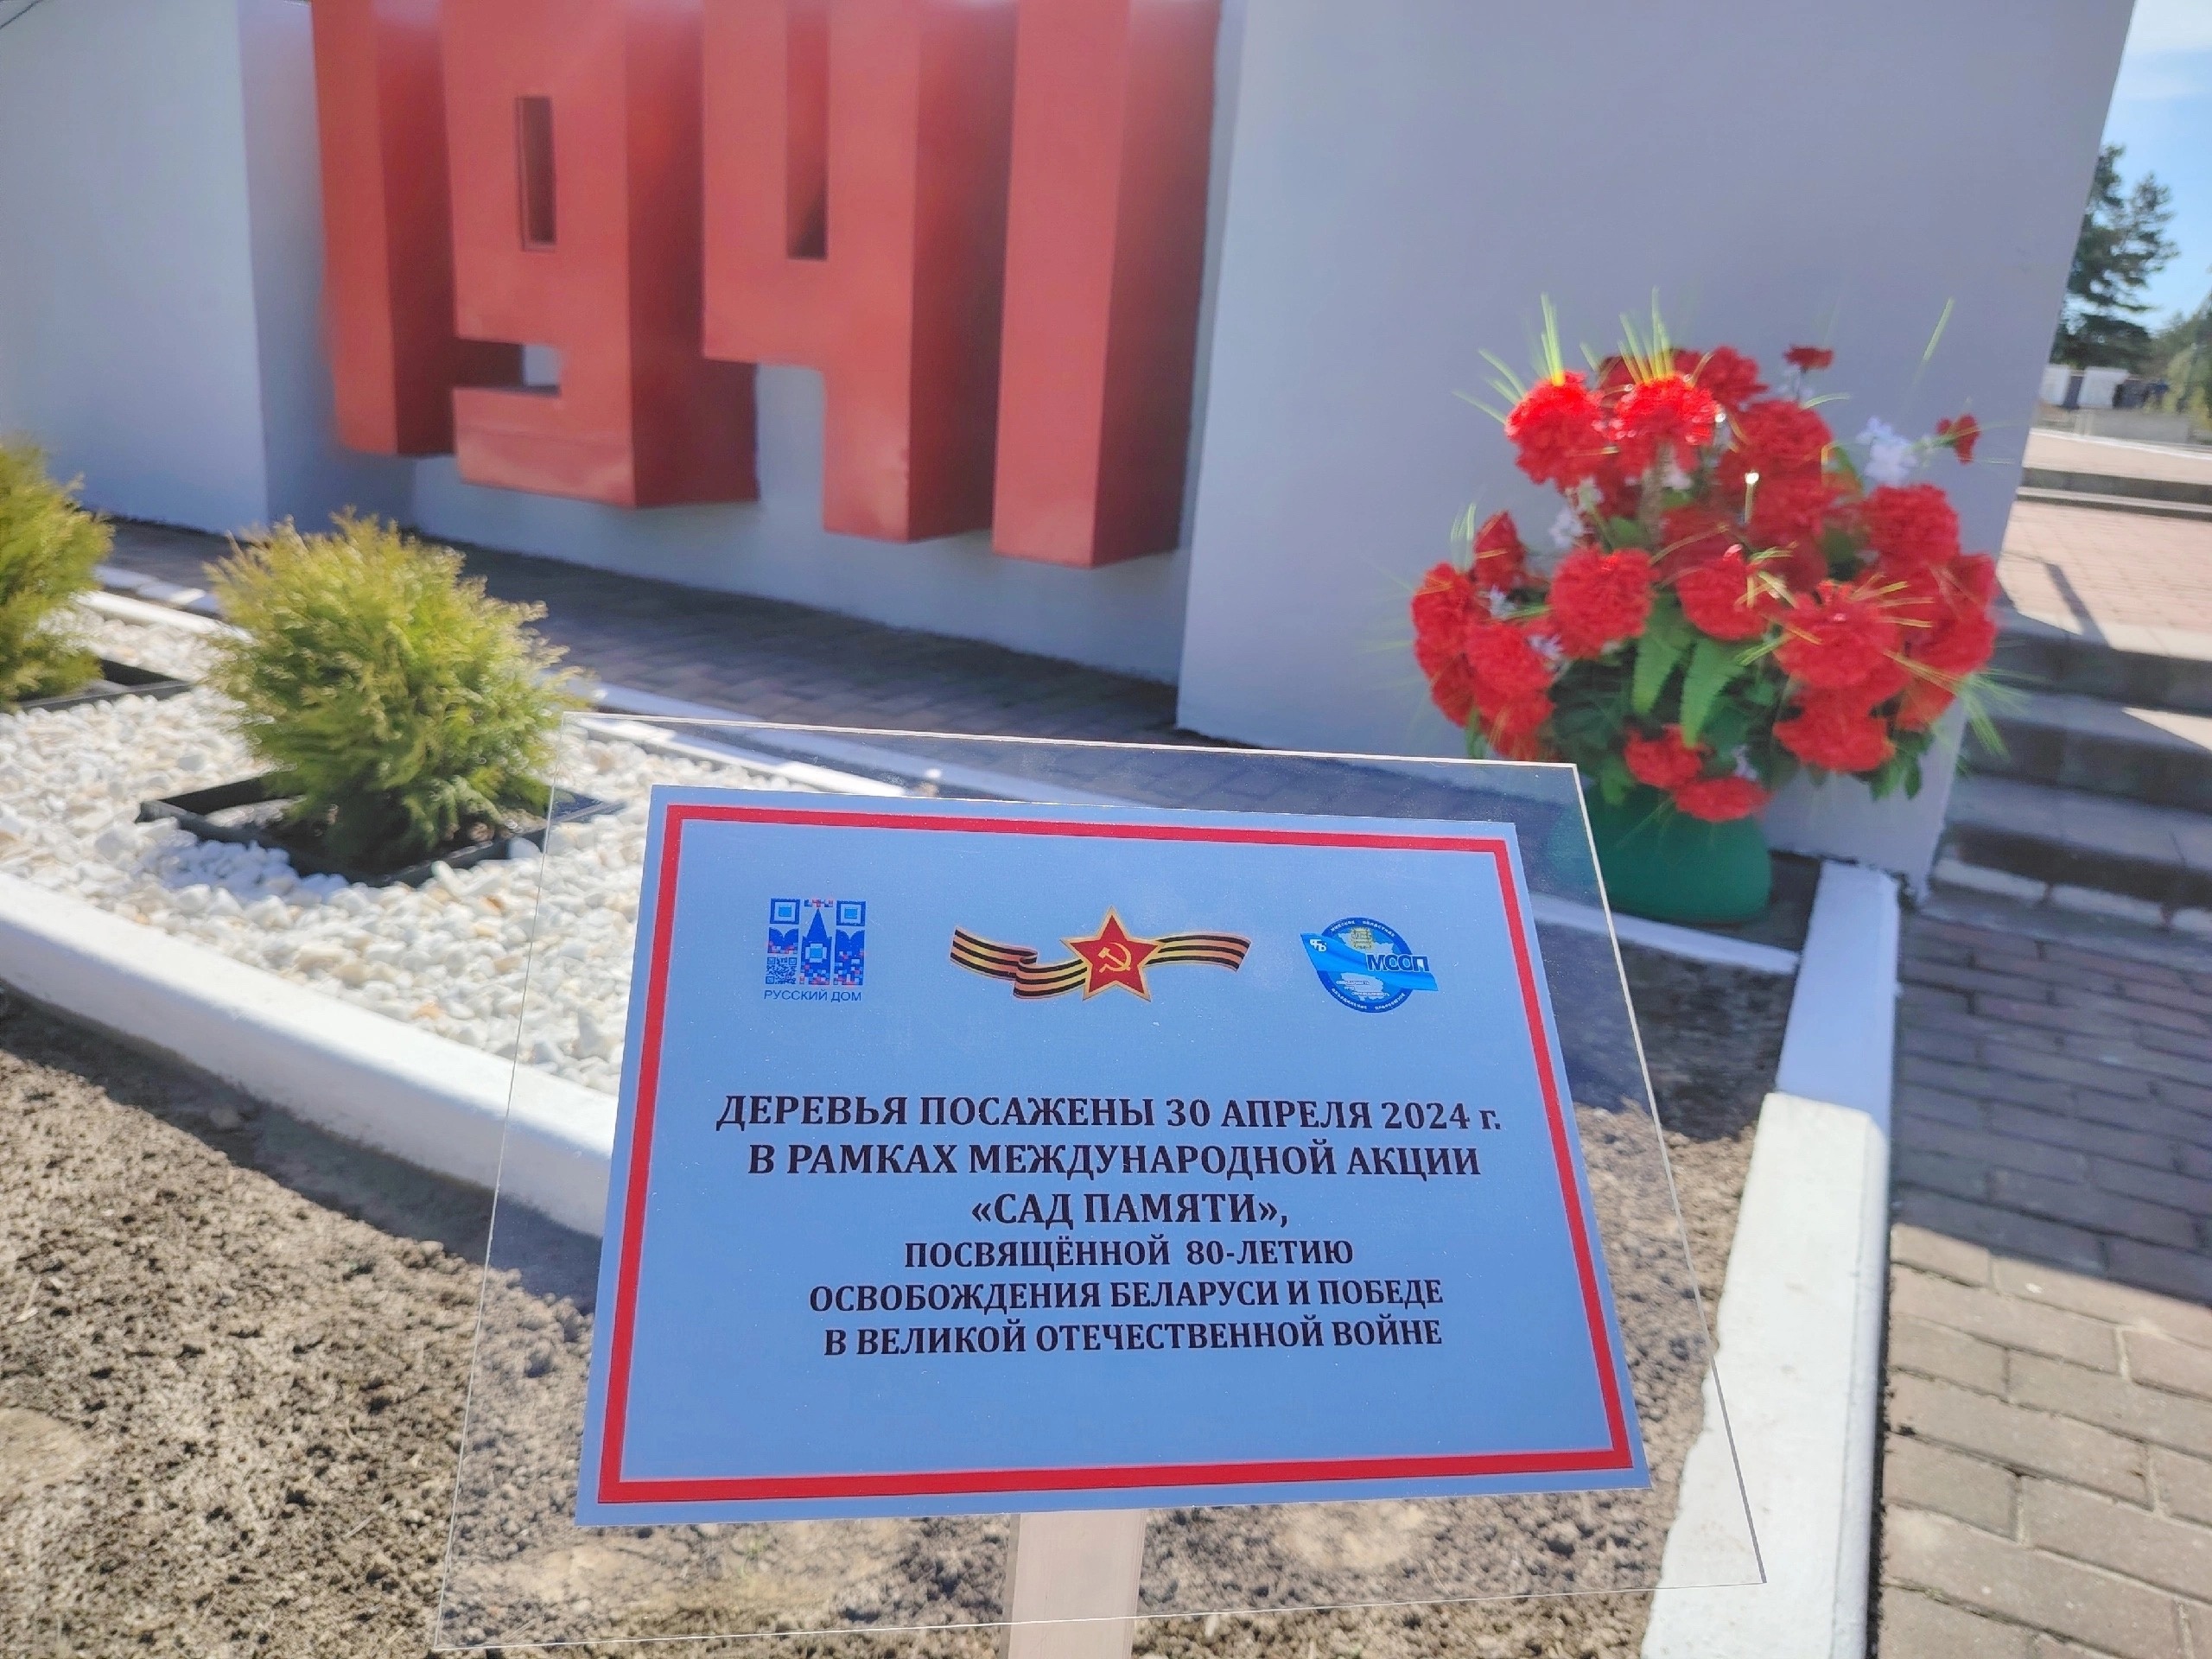 1941
РУССКИЙ ДОМ
МООП
ДЕРЕВЬЯ ПОСАЖЕНЫ 30 АПРЕЛЯ 2024 г.
В РАМКАХ МЕЖДУНАРОДНОЙ АКЦИИ
«САД ПАМЯТИ»,
ПОСВЯЩЁННОЙ 80-ЛЕТИЮ
ОСВОБОЖДЕНИЯ БЕЛАРУСИ И ПОБЕДЕ
В ВЕЛИКОЙ ОТЕЧЕСТВЕННОЙ ВОЙНЕ